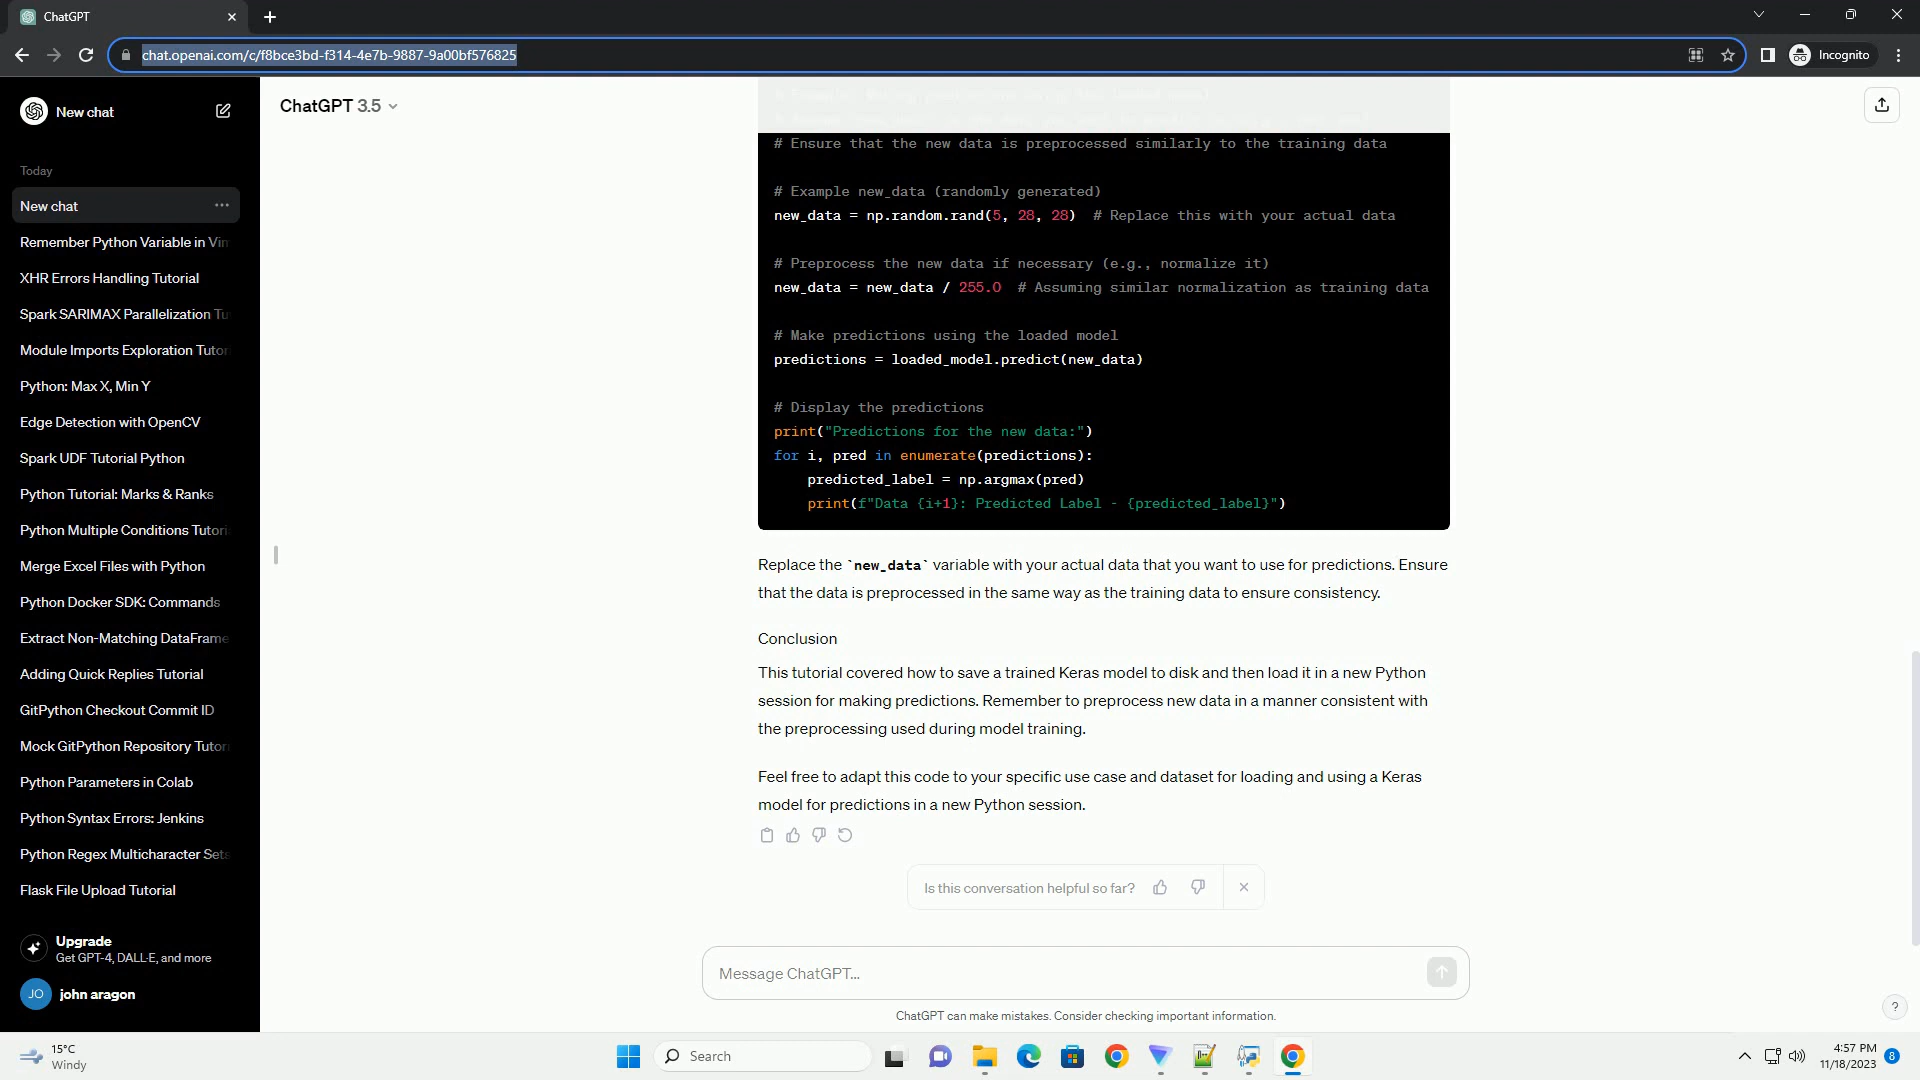 ChatGPT
chat.openai.com/c/f8bce3bd-f314-4e7b-9887-9a00bf576825
Incognito
New chat
Today
New chat
Remember Python Variable in Vim
XHR Errors Handling Tutorial
Spark SARIMAX Parallelization Tu
Module Imports Exploration Tutor
Python: Max X, Min Y
Edge Detection with OpenCV
Spark UDF Tutorial Python
Python Tutorial: Marks & Ranks
Python Multiple Conditions Tutori
Merge Excel Files with Python
Python Docker SDK: Commands
Extract Non-Matching DataFrame
Adding Quick Replies Tutorial
GitPython Checkout Commit ID
Mock GitPython Repository Tutor
Python Parameters in Colab
Python Syntax Errors: Jenkins
Python Regex Multicharacter Sets
Flask File Upload Tutorial
Upgrade
Get GPT-4, DALL·E, and more
JO john aragon
ChatGPT 3.5
# Ensure that the new data is preprocessed similarly to the training data
# Example new_data (randomly generated)
new_data = np.random.rand(5, 28, 28)  # Replace this with your actual data
# Preprocess the new data if necessary (e.g., normalize it)
new_data = new_data / 255.0  # Assuming similar normalization as training data
# Make predictions using the loaded model
predictions = loaded_model.predict(new_data)
# Display the predictions
print("Predictions for the new data:")
for i, pred in enumerate(predictions):
    predicted_label = np.argmax(pred)
    print(f"Data {i+1}: Predicted Label - {predicted_label}")
Replace the `new_data` variable with your actual data that you want to use for predictions. Ensure
that the data is preprocessed in the same way as the training data to ensure consistency.
Conclusion
This tutorial covered how to save a trained Keras model to disk and then load it in a new Python
session for making predictions. Remember to preprocess new data in a manner consistent with
the preprocessing used during model training.
Feel free to adapt this code to your specific use case and dataset for loading and using a Keras
model for predictions in a new Python session.
Is this conversation helpful so far?
Message ChatGPT...
ChatGPT can make mistakes. Consider checking important information.
?
15°C
Windy
Search
4:57 PM
11/18/2023
8